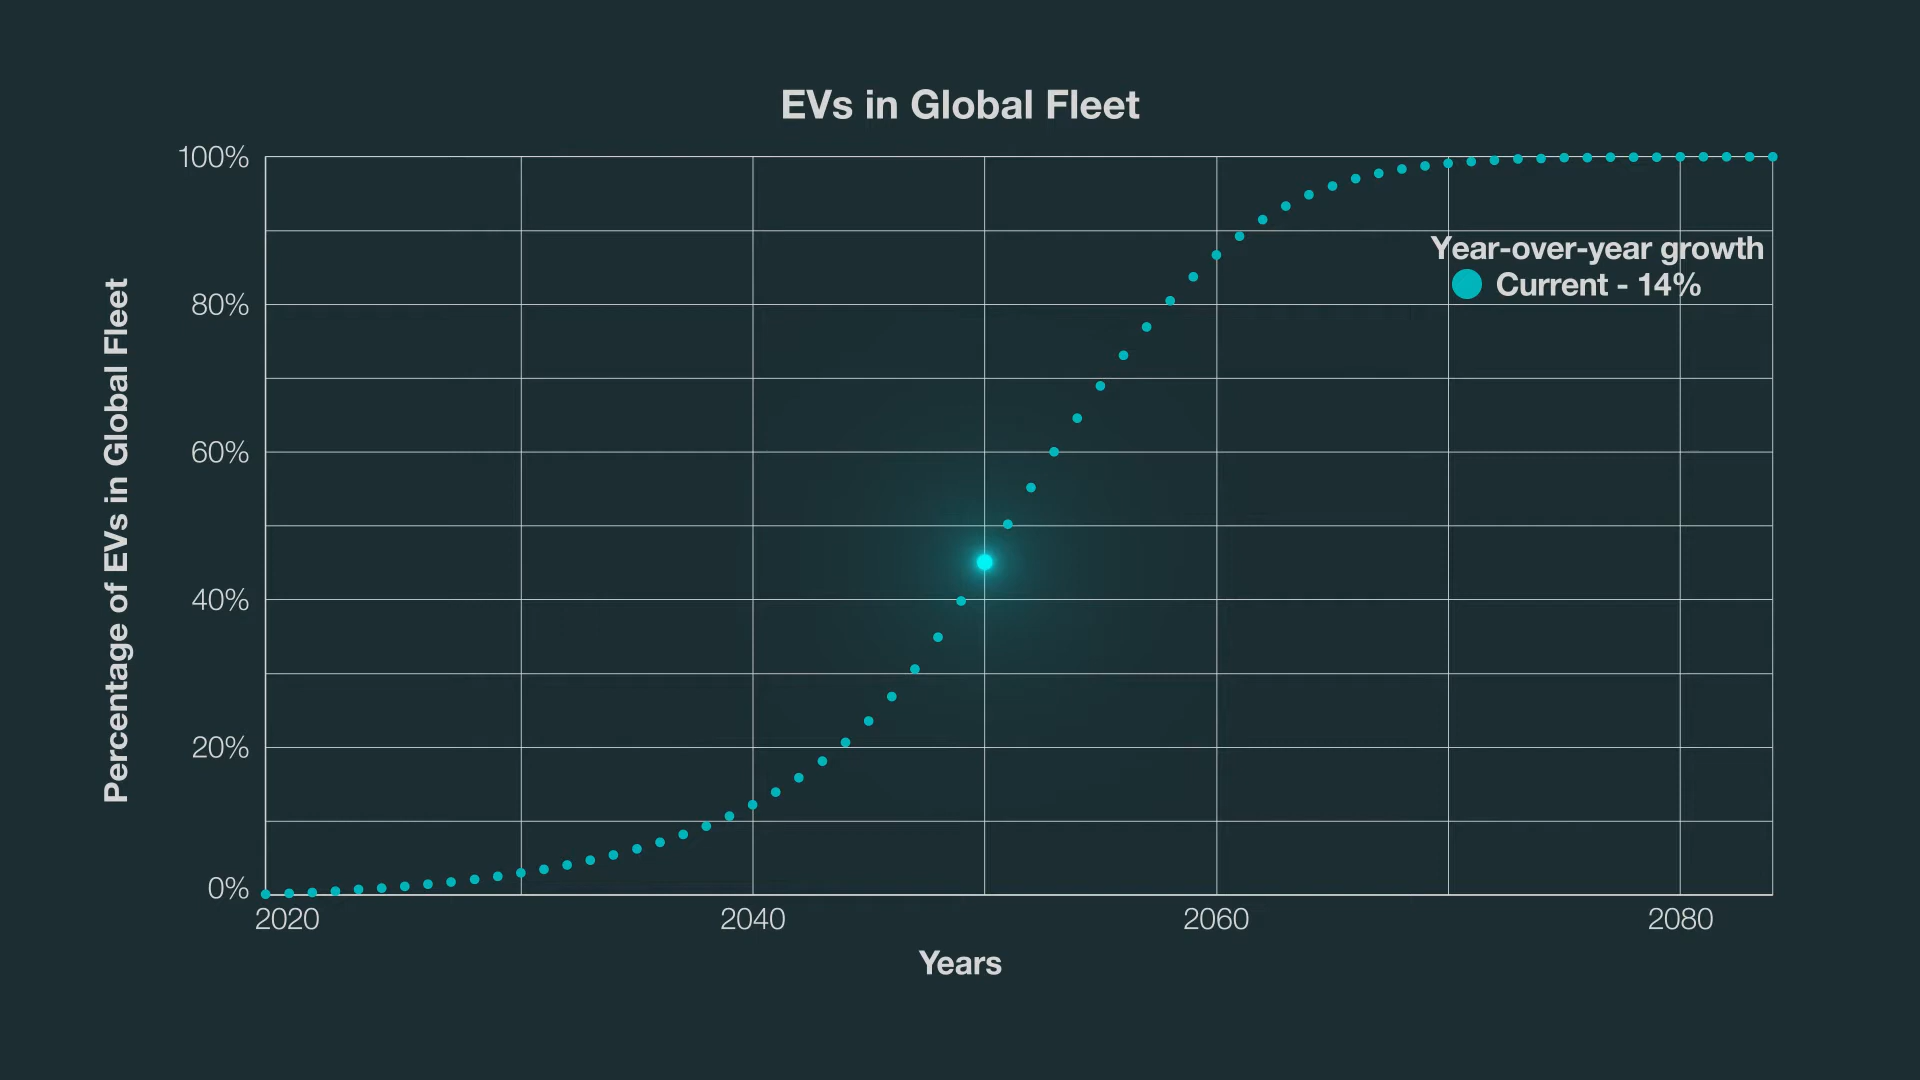 EVs in Global Fleet
100%
80%
60%
40%
20%
0%
Percentage of EVs in Global Fleet
Year-over-year growth
Current - 14%
2020 2040 2060 2080
Years